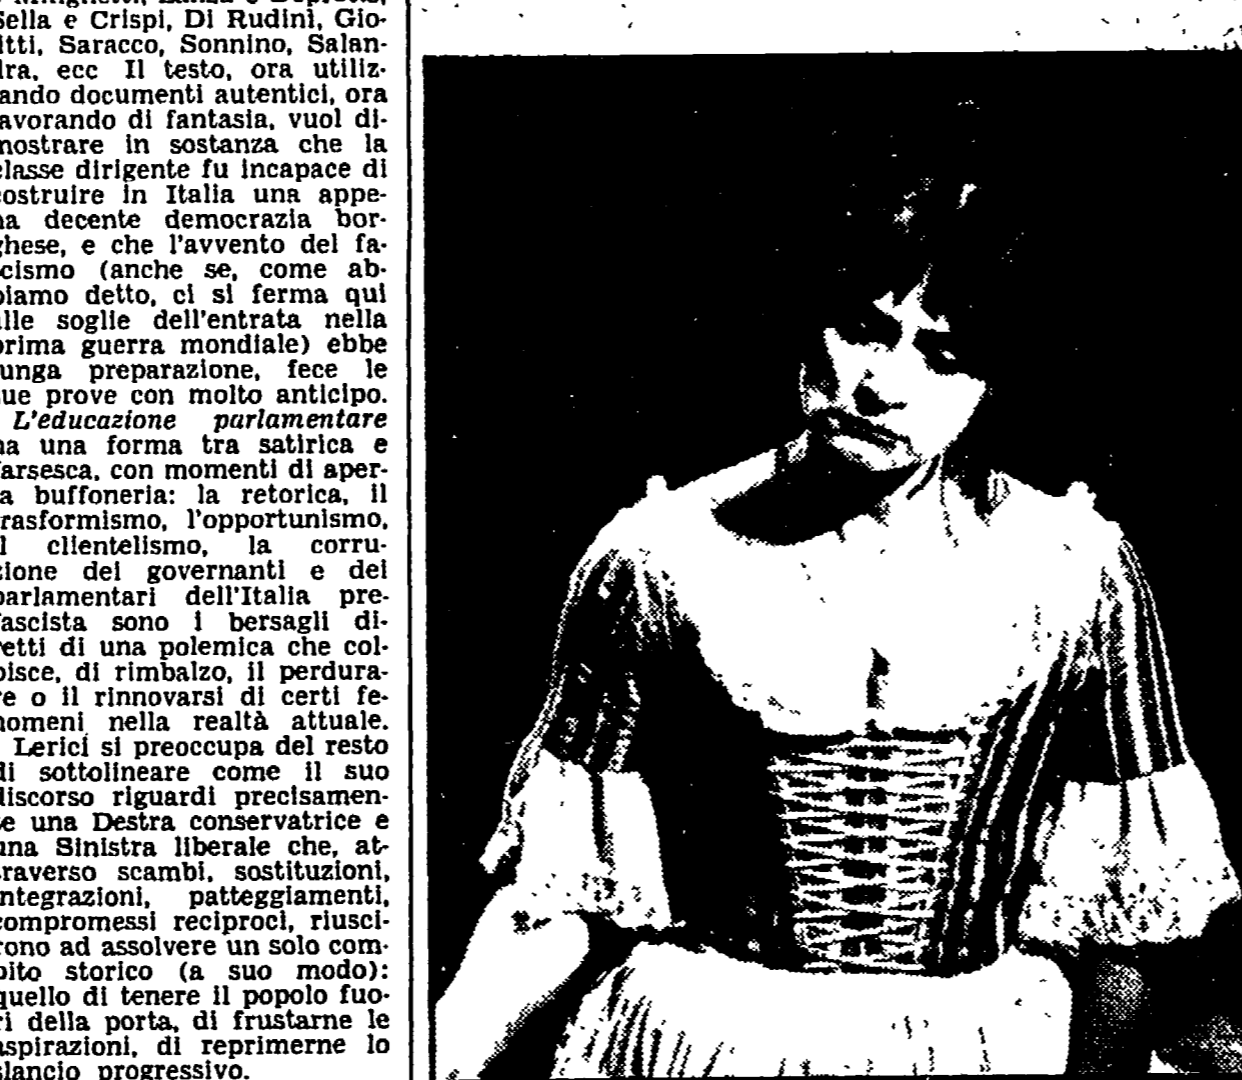 Sella e Crispi, Di Rudinì, Gio-
itti, Saracco, Sonnino, Salan-
dra, ecc Il testo, ora utiliz-
ando documenti autentici, ora
avorando di fantasia, vuol di-
mostrare in sostanza che la
classe dirigente fu incapace di
costruire in Italia una appe-
na decente democrazia bor-
ghese, e che l'avvento del fa-
cismo (anche se, come ab-
biamo detto, ci si ferma qui
lle soglie dell'entrata nella
prima guerra mondiale) ebbe
unga preparazione, fece le
sue prove con molto anticipo.
L'educazione parlamentare
ha una forma tra satirica e
farsesca, con momenti di aper-
ta buffoneria: la retorica, il
trasformismo, l'opportunismo,
il clientelismo, la corru-
zione dei governanti e dei
parlamentari dell'Italia pre-
fascista sono i bersagli di-
retti di una polemica che col-
pisce, di rimbalzo, il perdura-
re o il rinnovarsi di certi fe-
nomeni nella realtà attuale.
Lerici si preoccupa del resto
di sottolineare come il suo
discorso riguardi precisamen-
te una Destra conservatrice e
una Sinistra liberale che, at-
traverso scambi, sostituzioni,
integrazioni, patteggiamenti,
compromessi reciproci, riusci-
rono ad assolvere un solo com-
pito storico (a suo modo):
quello di tenere il popolo fuo-
ri della porta, di frustarne le
aspirazioni, di reprimerne lo
slancio progressivo.